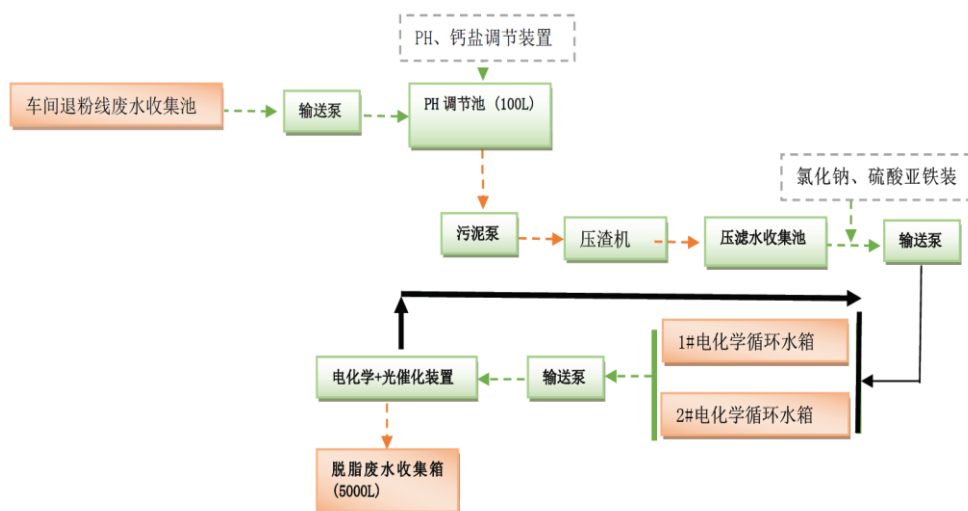 PH、钙盐调节装置
车间退粉线废水收集池
输送泵
PH 调节池 (100L)
氯化钠、硫酸亚铁装
污泥泵
压渣机
压滤水收集池
输送泵
1#电化学循环水箱
电化学+光催化装置
输送泵
2#电化学循环水箱
脱脂废水收集箱
(5000L)